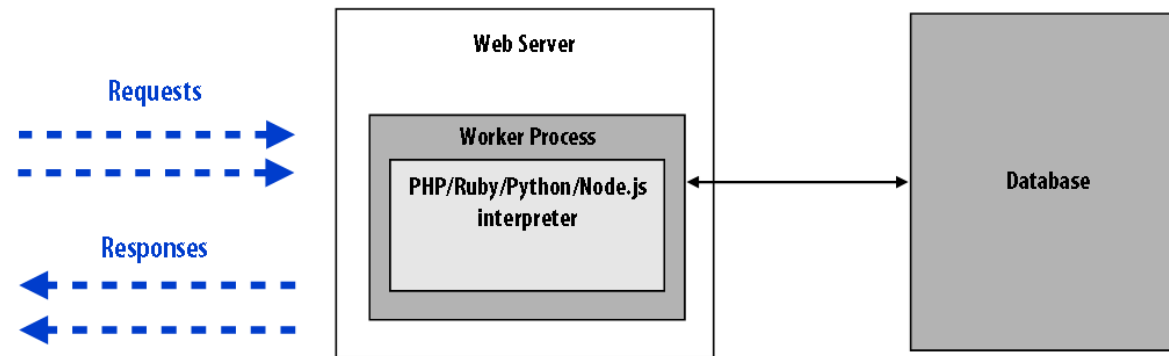 Web Server
Requests
Worker Process
PHP/Ruby/Python/Node.js
interpreter
Database
Responses